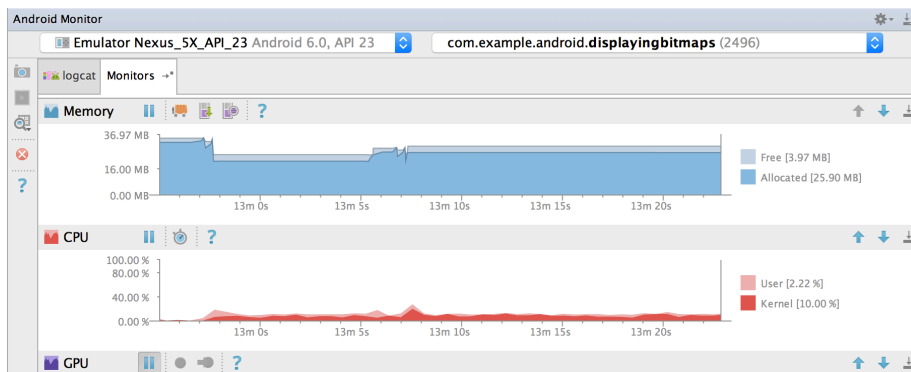 Android Monitor
Emulator Nexus_5X_API_23 Android 6.0, API 23
com.example.android.displayingbitmaps (2496)
logcat
Monitors
Memory
?
36.97 MB
16.00 MB
0.00 MB
13m 0s
13m 5s
13m 10s
13m 15s
13m 20s
Free [3.97 MB]
Allocated [25.90 MB]
?
CPU
?
100.00 %
80.00 %
40.00 %
0.00 %
13m 0s
13m 5s
13m 10s
13m 15s
13m 20s
User [2.22 %]
Kernel [10.00 %]
GPU
?